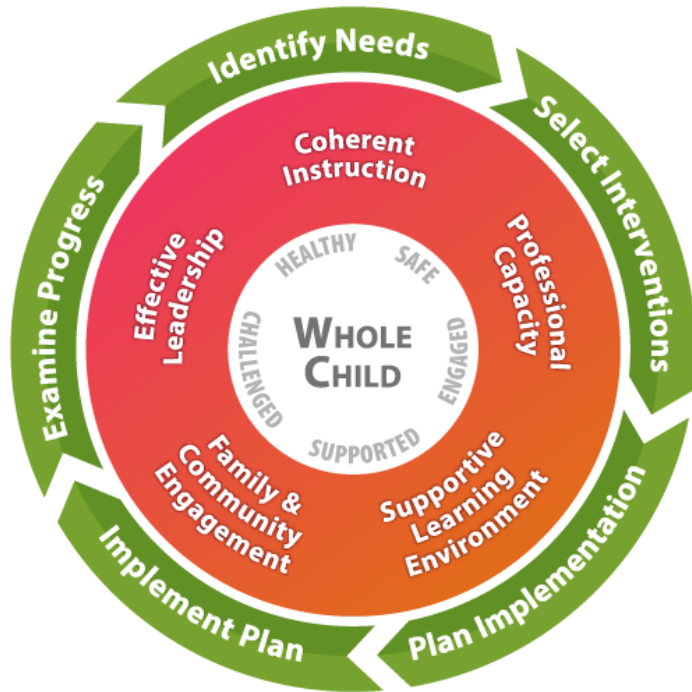 Identify Needs
Select Interventions
Plan Implementation
Implement Plan
Examine Progress
Coherent
Instruction
Professional
Capacity
Supportive
Learning
Environment
Family &
Community
Engagement
Effective
Leadership
HEALTHY
SAFE
ENGAGED
SUPPORTED
CHALLENGED
WHOLE
CHILD